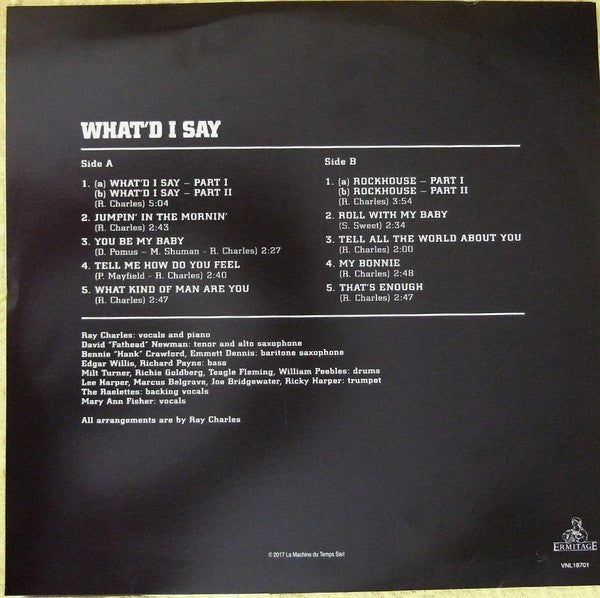 WHAT'D I SAY
Side A
1. (a) WHAT'D I SAY – PART I
(b) WHAT'D I SAY – PART II
(R. Charles) 5:04
2. JUMPIN' IN THE MORNIN'
(R. Charles) 2:43
3. YOU BE MY BABY
(D. Pomus – M. Shuman - R. Charles) 2:27
4. TELL ME HOW DO YOU FEEL
(P. Mayfield - R. Charles) 2:40
5. WHAT KIND OF MAN ARE YOU
(R. Charles) 2:47
Side B
1. (a) ROCKHOUSE – PART I
(b) ROCKHOUSE – PART II
(R. Charles) 3:54
2. ROLL WITH MY BABY
(S. Sweet) 2:34
3. TELL ALL THE WORLD ABOUT YOU
(R. Charles) 2:00
4. MY BONNIE
(R. Charles) 2:48
5. THAT'S ENOUGH
(R. Charles) 2:47
Ray Charles: vocals and piano
David "Fathead" Newman: tenor and alto saxophone
Bennie "Hank" Crawford, Emmett Dennis: baritone saxophone
Edgar Willis, Richard Payne: bass
Milt Turner, Richie Goldberg, Teagle Fleming, William Peebles: drums
Lee Harper, Marcus Belgrave, Joe Bridgewater, Ricky Harper: trumpet
The Raelettes: backing vocals
Mary Ann Fisher: vocals
All arrangements are by Ray Charles
© 2017 La Machine du Temps Sarl
ERMITAGE
VNL18701